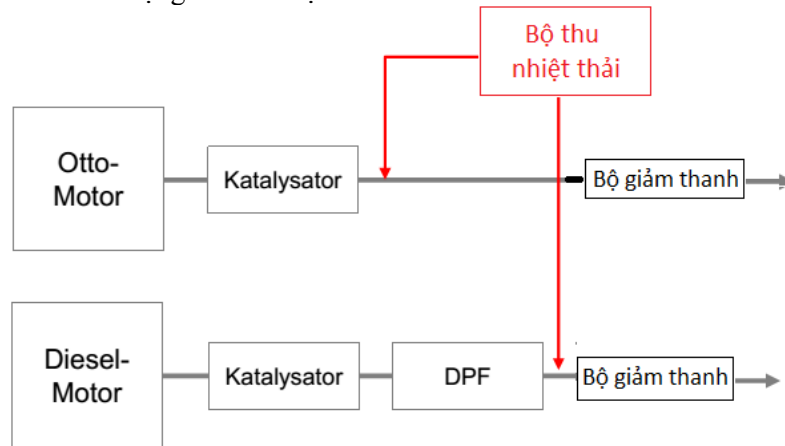 Bộ thu
nhiệt thải
Otto-
Motor
Katalysator
Bộ giảm thanh
Diesel-
Motor
Katalysator
DPF
Bộ giảm thanh